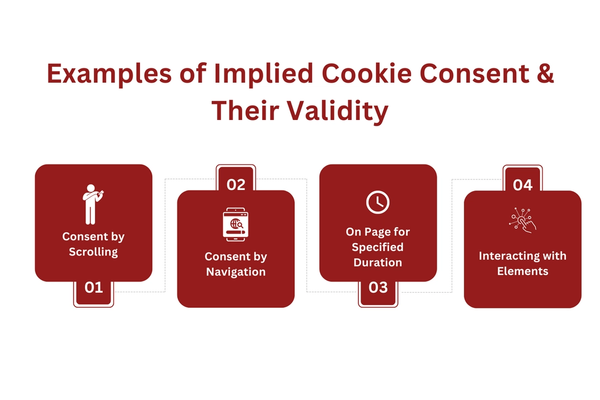 Examples of Implied Cookie Consent &
Their Validity
Consent by
Scrolling
01
02
Consent by
Navigation
On Page for
Specified
Duration
03
04
Interacting with
Elements